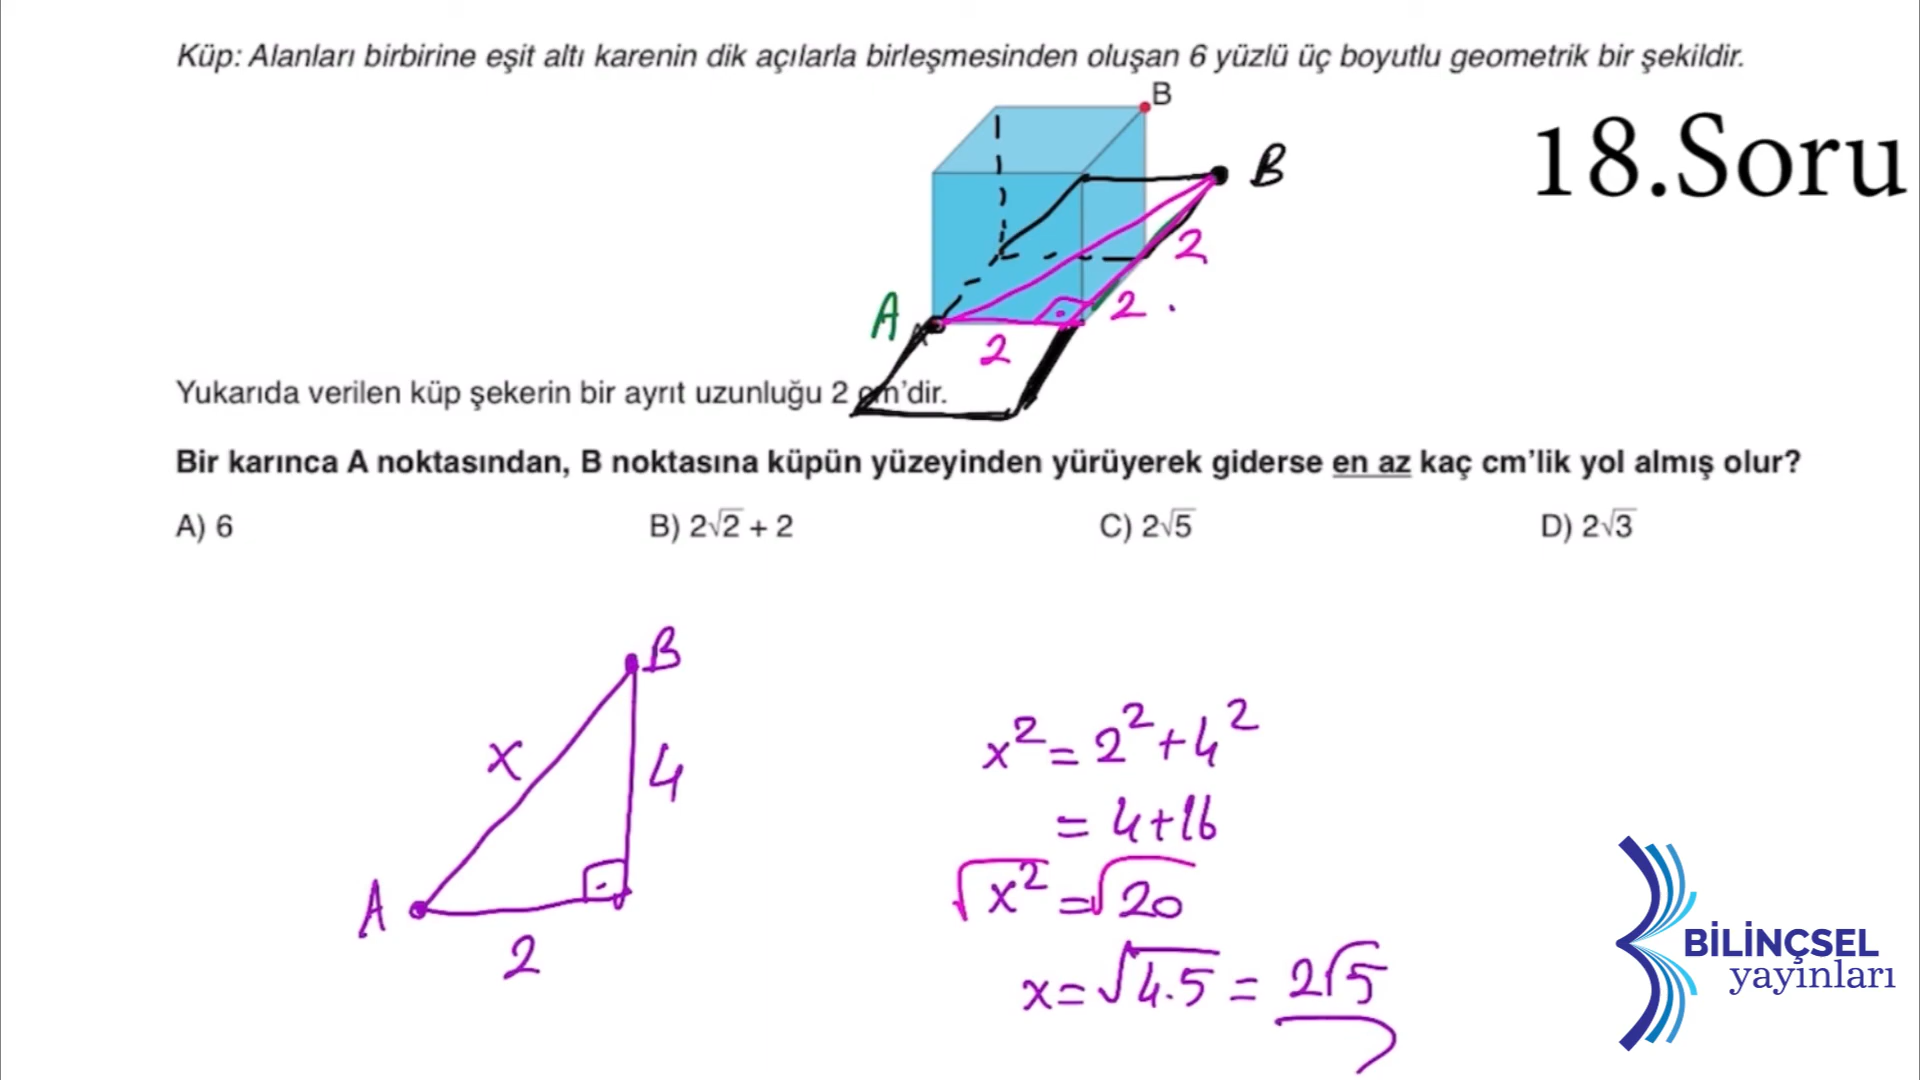 Küp: Alanları birbirine eşit altı karenin dik açılarla birleşmesinden oluşan 6 yüzlü üç boyutlu geometrik bir şekildir.
B
18.Soru
B
2
A
2
2
Yukarıda verilen küp şekerin bir ayrıt uzunluğu 2 cm'dir.
Bir karınca A noktasından, B noktasına küpün yüzeyinden yürüyerek giderse en az kaç cm'lik yol almış olur?
A) 6 B) 2√2 + 2 C) 2√5 D) 2√3
B
x
4
A
2
x² = 2² + 4²
= 4+16
√x² = √20
x = √4.5 = 2√5
BİLİNÇSEL
yayınları